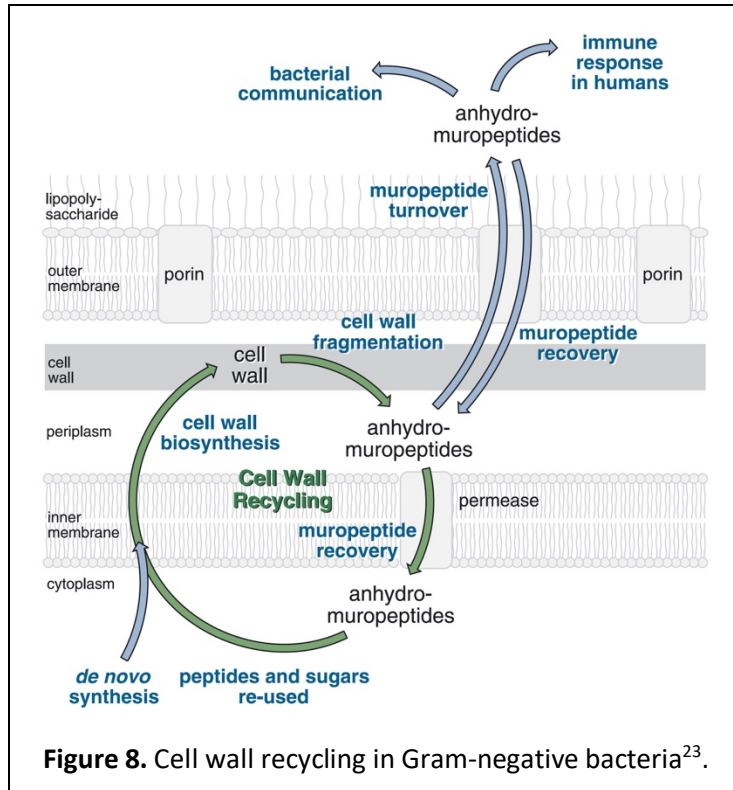 immune
response
in humans
bacterial
communication
anhydro-
muropeptides
muropeptide
turnover
lipopoly-
saccharide
outer
membrane
porin
porin
cell wall
fragmentation
muropeptide
recovery
cell
wall
cell
wall
periplasm
cell wall
biosynthesis
anhydro-
muropeptides
Cell Wall
Recycling
permease
inner
membrane
muropeptide
recovery
cytoplasm
anhydro-
muropeptides
de novo
synthesis
peptides and sugars
re-used
Figure 8. Cell wall recycling in Gram-negative bacteria23.